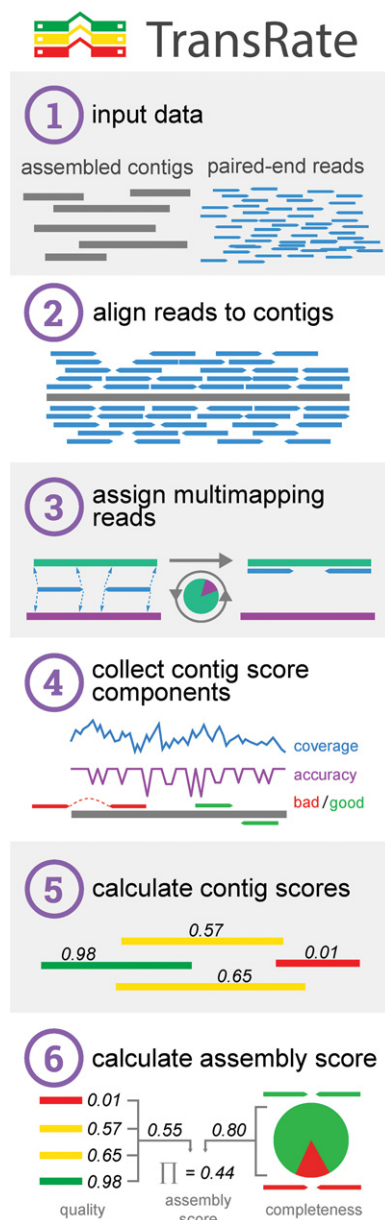 TransRate
1 input data
assembled contigs paired-end reads
2 align reads to contigs
3 assign multimapping
reads
4 collect contig score
components
coverage
accuracy
bad/good
5 calculate contig scores
0.57
0.98 0.01
0.65
6 calculate assembly score
0.01
0.57 0.55 0.80
0.65
∏ = 0.44
0.98
quality assembly completeness
score